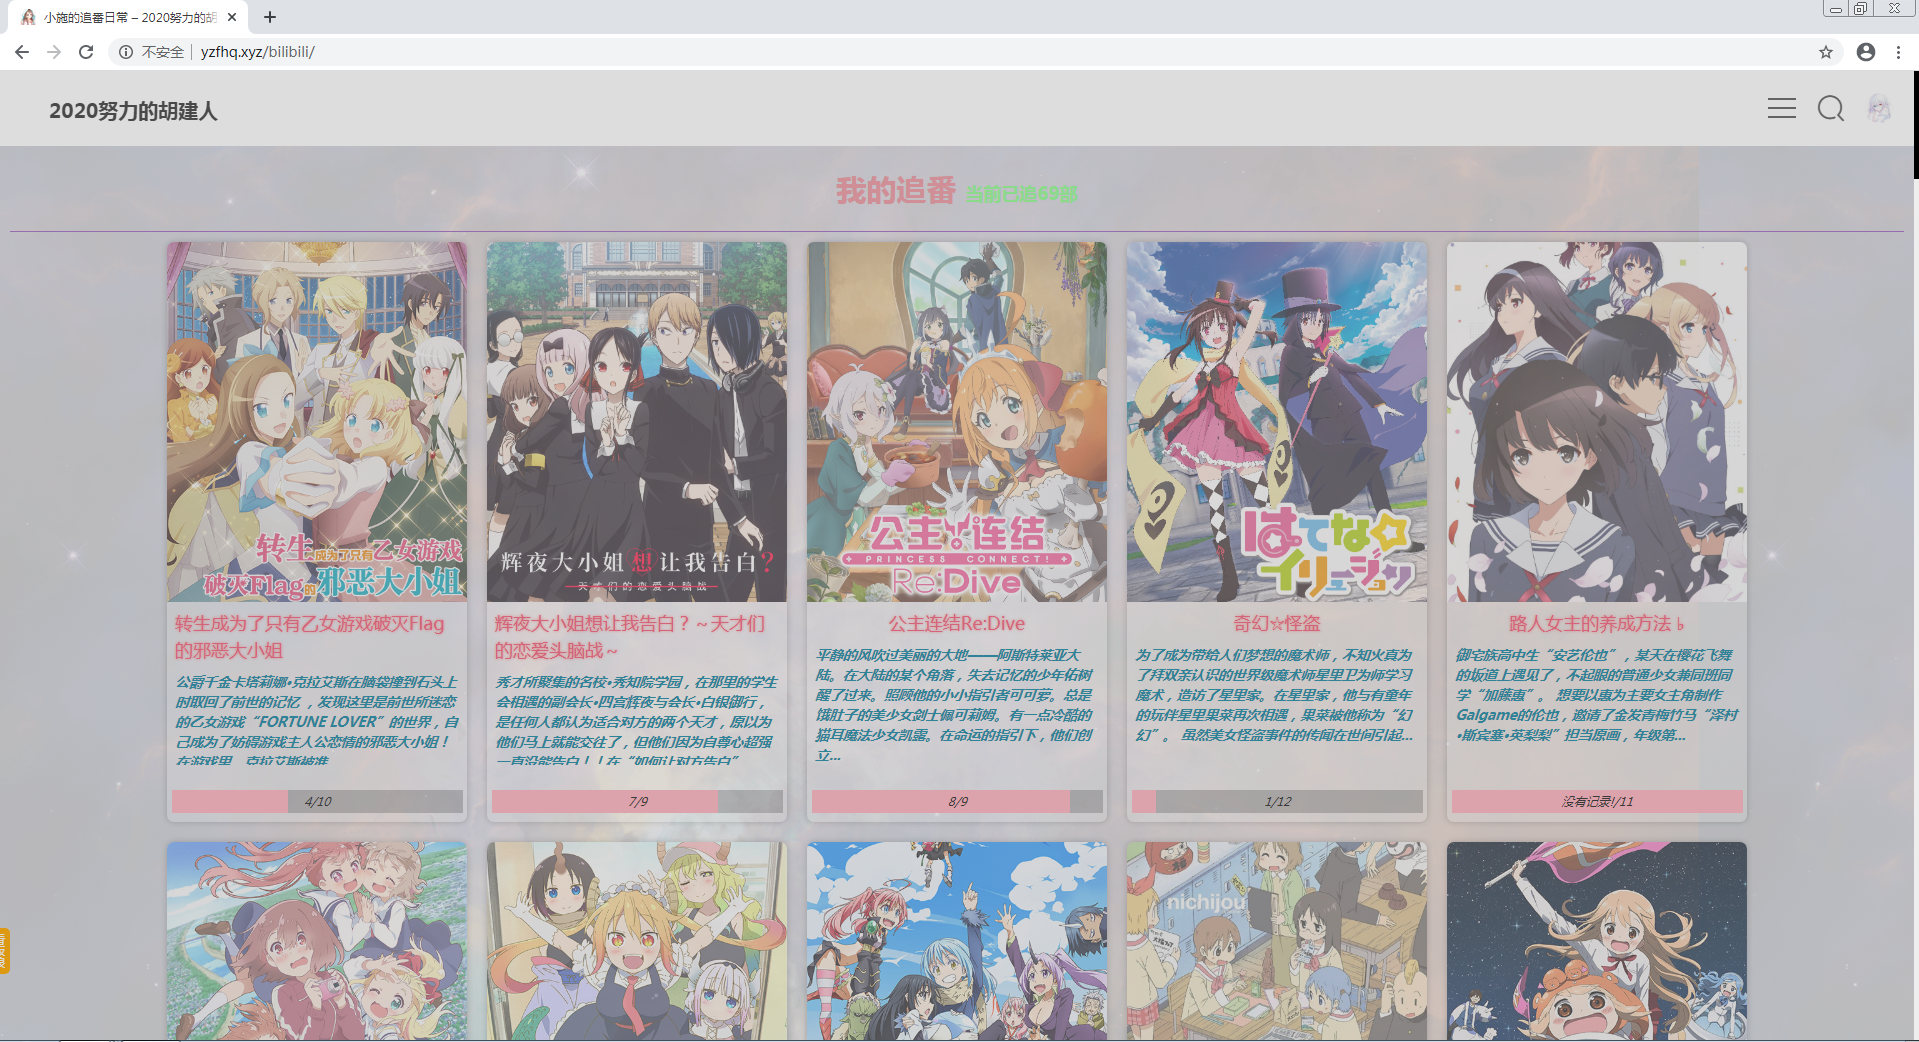 小施的追番日常 – 2020努力的胡
不安全 yzfhq.xyz/bilibili/
2020努力的胡建人
我的追番 当前已追69部
转生成为了只有乙女游戏
破灭Flag的邪恶大小姐
辉夜大小姐想让我告白?
天才们的恋爱头脑战
公主连结
PRINCESS CONNECT!
Re:Dive
はてな☆
イリュージョン
转生成为了只有乙女游戏破灭Flag
的邪恶大小姐
公爵千金卡塔莉娜•克拉艾斯在脑袋撞到石头上
时取回了前世的记忆，发现这里是前世所迷恋
的乙女游戏“FORTUNE LOVER”的世界，自
己成为了妨碍游戏主人公恋情的邪恶大小姐！
在游戏里，克拉艾斯被准
4/10
辉夜大小姐想让我告白？～天才们
的恋爱头脑战～
秀才所聚集的名校•秀知院学园，在那里的学生
会相遇的副会长•四宫辉夜与会长•白银御行，
是任何人都认为适合对方的两个天才，原以为
他们马上就能交往了，但他们因为自尊心超强
一直没能告白！！在“如何让对方告白”
7/9
公主连结Re:Dive
平静的风吹过美丽的大地——阿斯特莱亚大
陆。在大陆的某个角落，失去记忆的少年佑树
醒了过来。照顾他的小小指引者可可萝。总是
饿肚子的美少女剑士佩可莉姆。有一点冷酷的
猫耳魔法少女凯露。在命运的指引下，他们创
立...
8/9
奇幻☆怪盗
为了成为带给人们梦想的魔术师，不知火真为
了拜双亲认识的世界级魔术师星里卫为师学习
魔术，造访了星里家。在星里家，他与有童年
的玩伴星里果菜再次相遇，果菜被他称为“幻
幻”。 虽然美女怪盗事件的传闻在世间引起...
1/12
路人女主的养成方法♭
御宅族高中生“安艺伦也”，某天在樱花飞舞
的坂道上遇见了，不起眼的普通少女兼同班同
学“加藤惠”。 想要以惠为主要女主角制作
Galgame的伦也，邀请了金发青梅竹马“泽村
•斯宾塞•英梨梨”担当原画，年级第...
没有记录!/11
nichijou